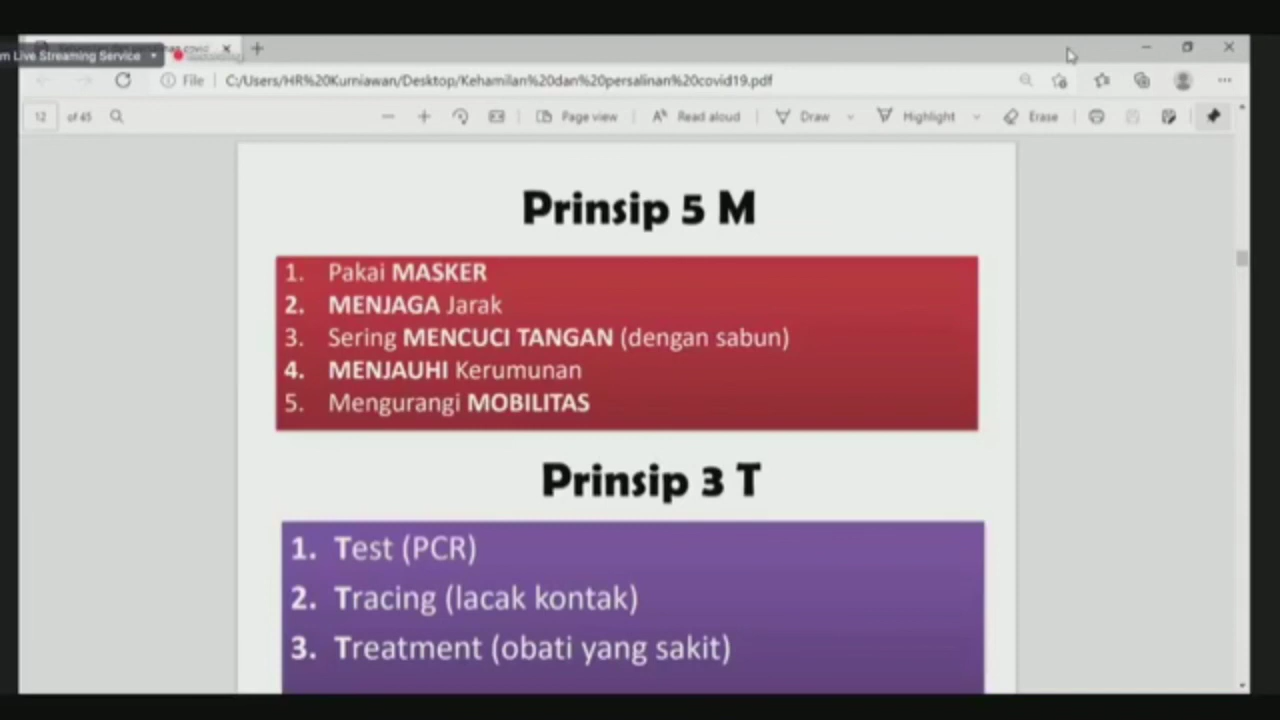 m Live Streaming Service
File C:/Users/HR%20Kurniawan/Desktop/Kehamilan%20dan%20persalinan%20covid19.pdf
12 of 45 Page view Read aloud Draw Highlight Erase
Prinsip 5 M
1. Pakai MASKER
2. MENJAGA Jarak
3. Sering MENCUCI TANGAN (dengan sabun)
4. MENJAUHI Kerumunan
5. Mengurangi MOBILITAS
Prinsip 3 T
1. Test (PCR)
2. Tracing (lacak kontak)
3. Treatment (obati yang sakit)